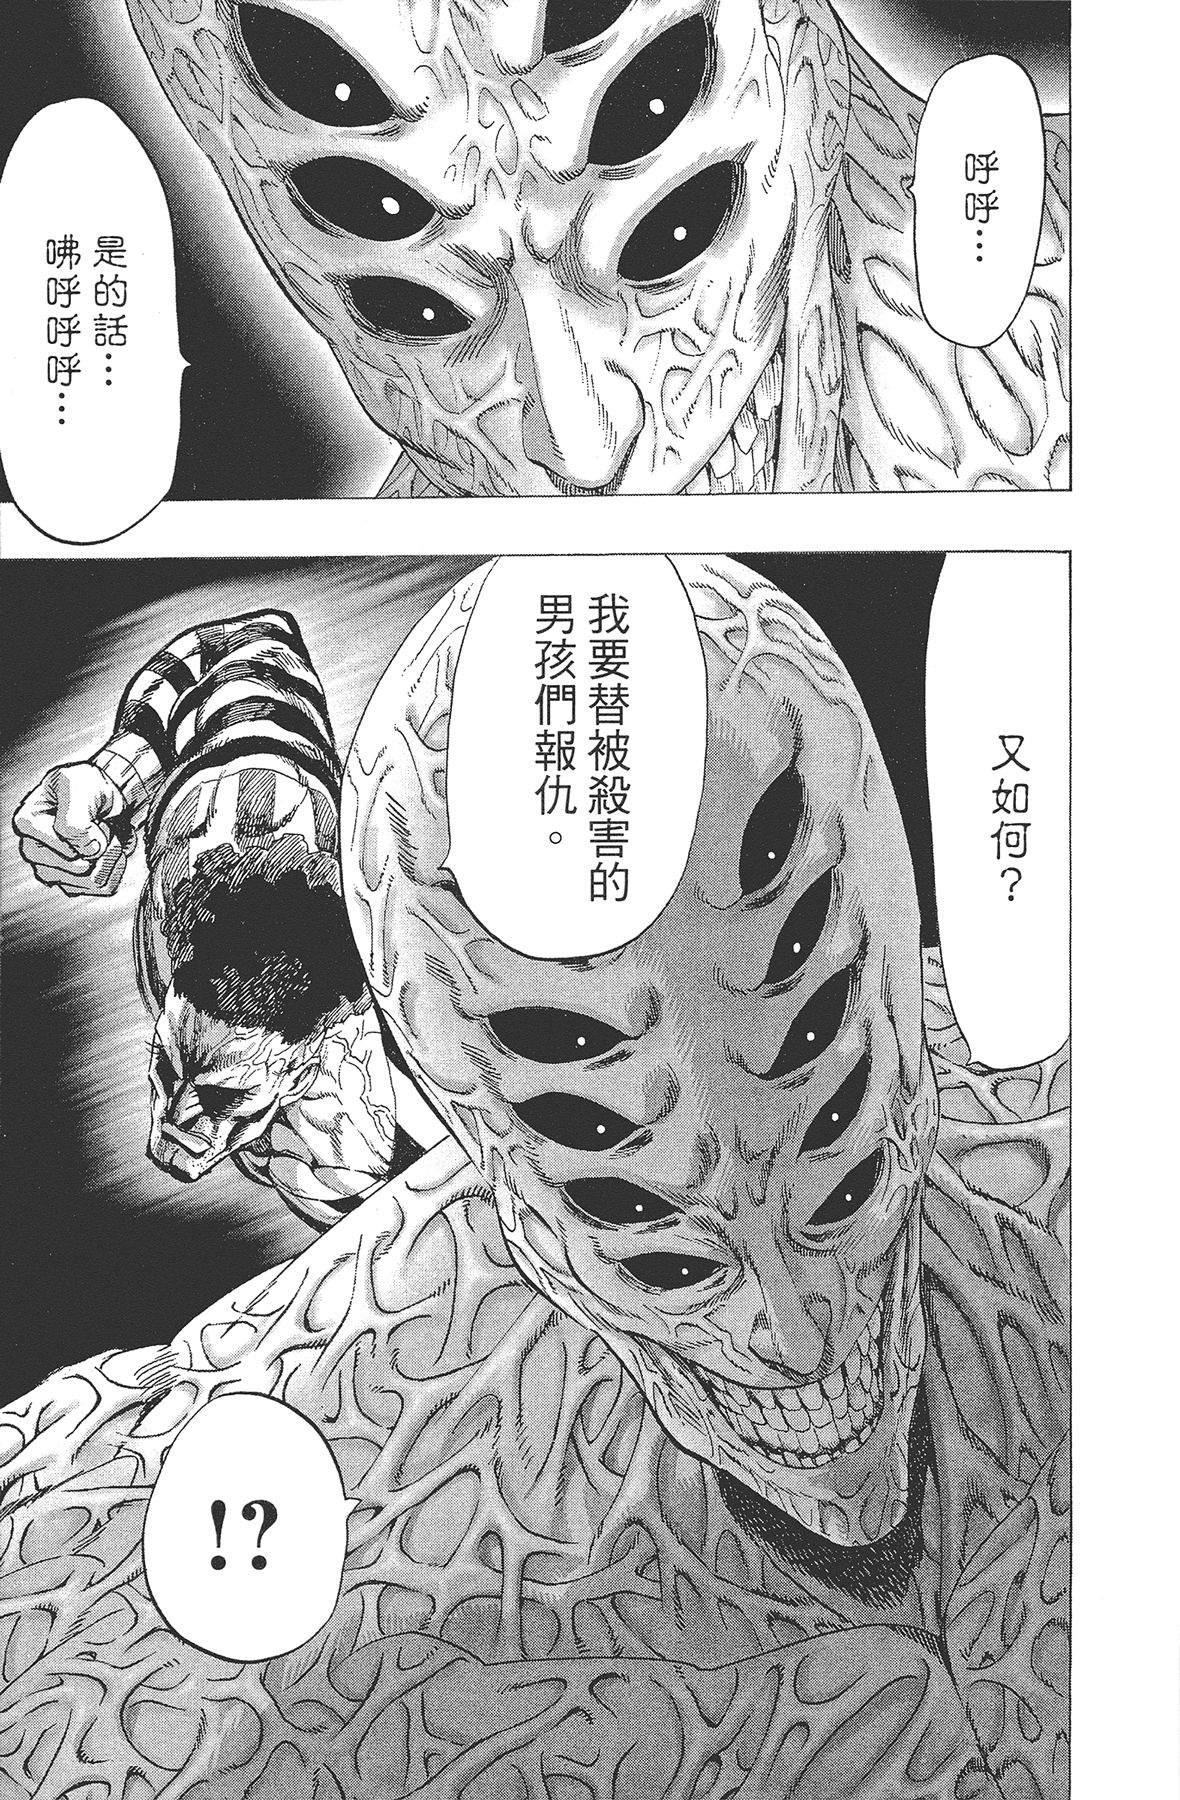 呼呼…
是的話…
咈呼呼呼…
又如何？
我要替被殺害的
男孩們報仇。
!?